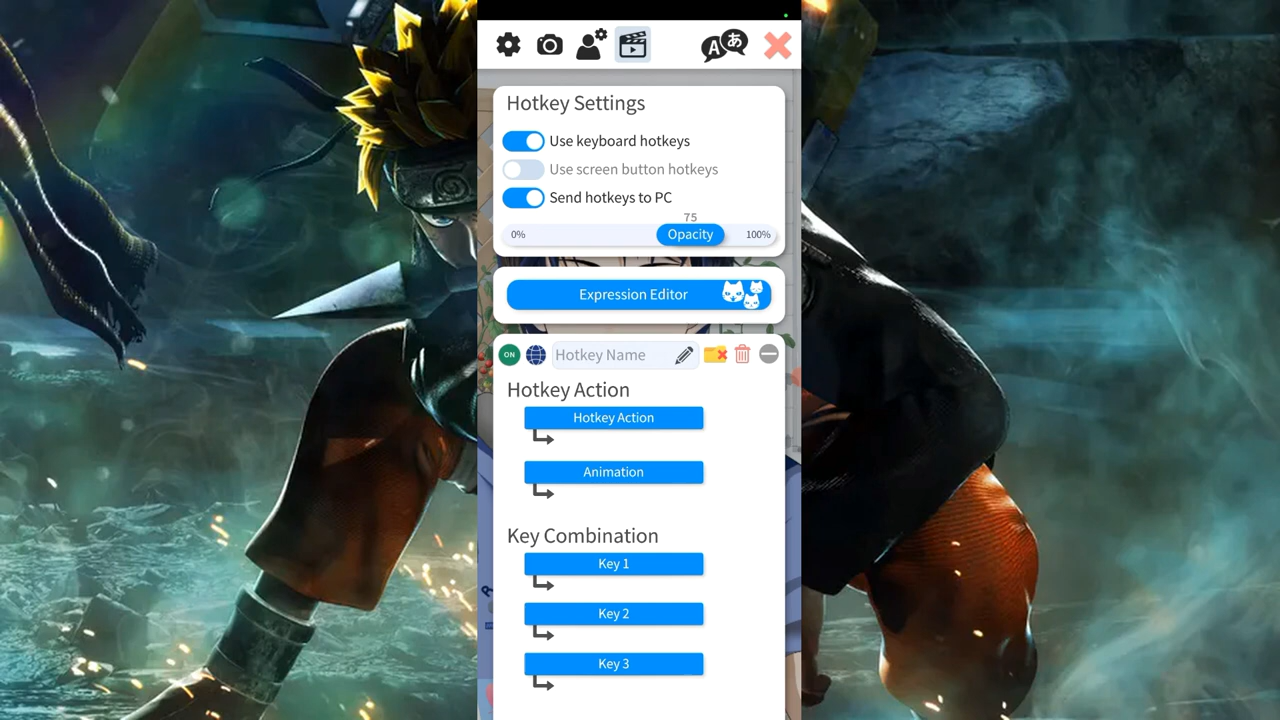 A あ
Hotkey Settings
Use keyboard hotkeys
Use screen button hotkeys
Send hotkeys to PC
75
0% Opacity 100%
Expression Editor
ON Hotkey Name
Hotkey Action
Hotkey Action
Animation
Key Combination
Key 1
Key 2
Key 3